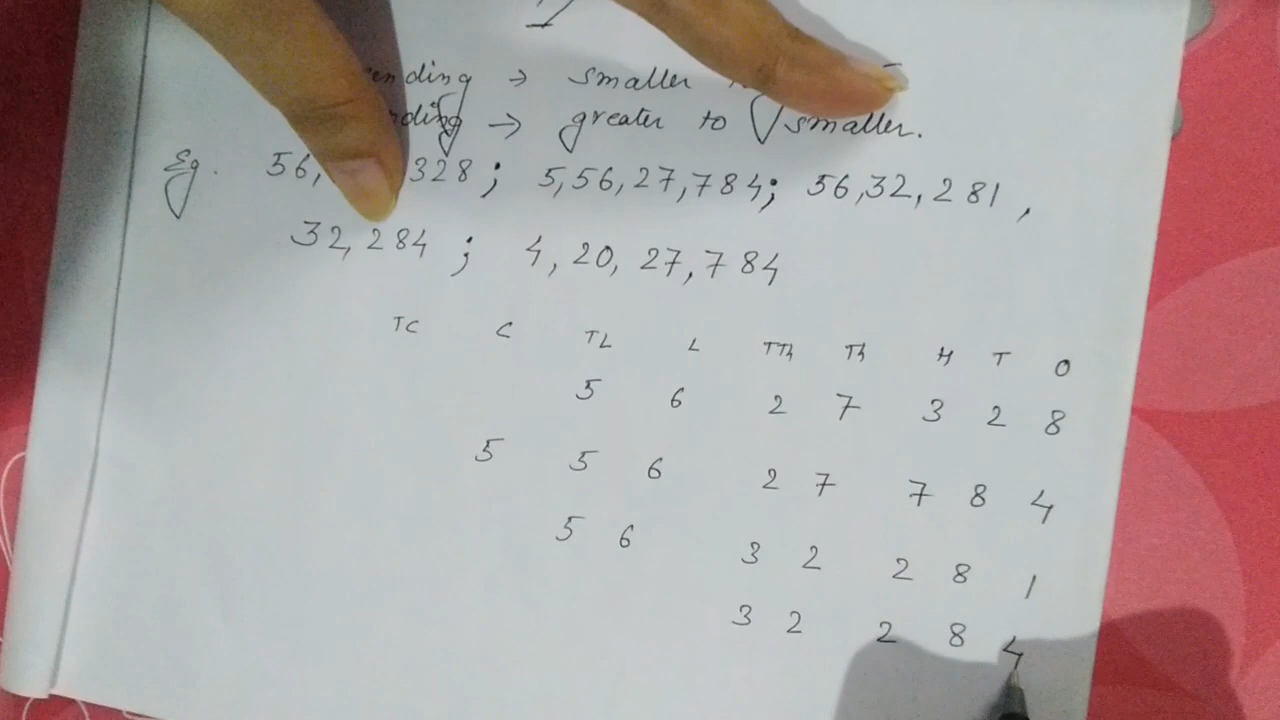 → smaller
→ greater to smaller.
Eg. 56, 328 ; 5,56,27,784; 56,32,281,
32,284 ; 4,20,27,784
TC C TL L TTh Th H T O
5 6 2 7 3 2 8
5 5 6 2 7 7 8 4
5 6 3 2 2 8 1
3 2 2 8 4